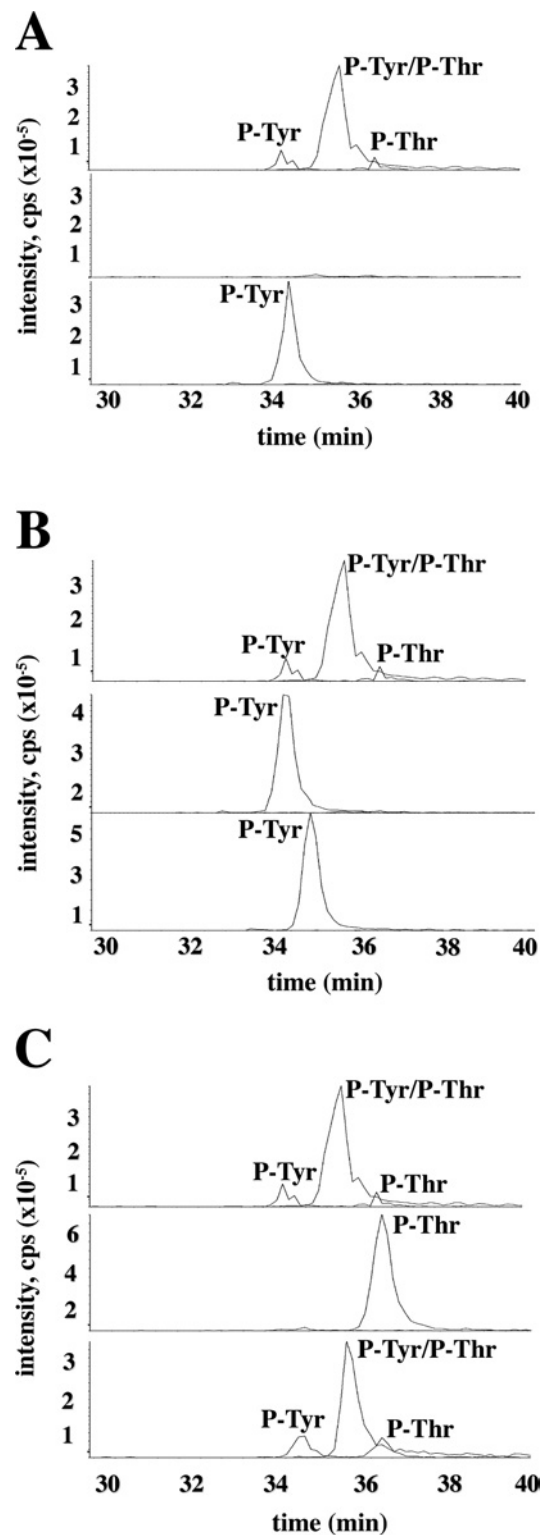 A
P-Tyr/P-Thr
P-Tyr
P-Thr
3
2
1
3
2
1
P-Tyr
3
2
1
intensity, cps (x10-5)
30 32 34 36 38 40
time (min)
B
P-Tyr/P-Thr
P-Tyr
P-Thr
3
2
1
P-Tyr
4
3
2
P-Tyr
5
3
1
intensity, cps (x10-5)
30 32 34 36 38 40
time (min)
C
P-Tyr/P-Thr
P-Tyr
P-Thr
3
2
1
P-Thr
6
4
2
P-Tyr/P-Thr
P-Tyr
P-Thr
3
2
1
intensity, cps (x10-5)
30 32 34 36 38 40
time (min)